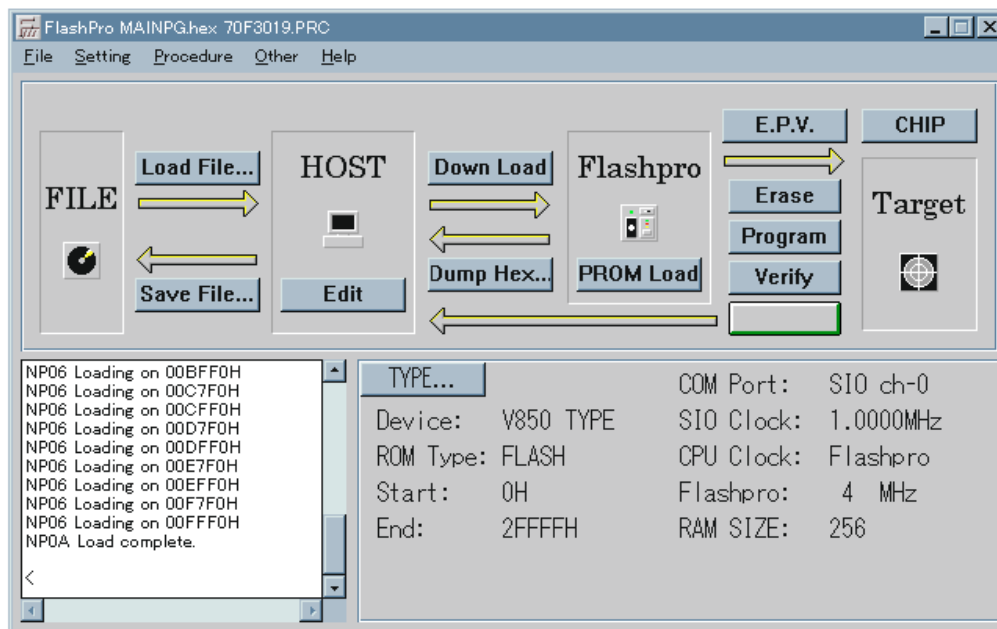 FlashPro MAINPG.hex 70F3019.PRC
File Setting Procedure Other Help
E.P.V. CHIP
Load File... HOST Down Load Flashpro
FILE Erase Target
Program
Save File... Edit Dump Hex... PROM Load Verify
NP06 Loading on 00BFF0H
NP06 Loading on 00C7F0H
NP06 Loading on 00CFF0H
NP06 Loading on 00D7F0H
NP06 Loading on 00DFF0H
NP06 Loading on 00E7F0H
NP06 Loading on 00EFF0H
NP06 Loading on 00F7F0H
NP06 Loading on 00FFF0H
NP0A Load complete.
<
TYPE... COM Port: SIO ch-0
Device: V850 TYPE SIO Clock: 1.0000MHz
ROM Type: FLASH CPU Clock: Flashpro
Start: 0H Flashpro: 4 MHz
End: 2FFFFH RAM SIZE: 256